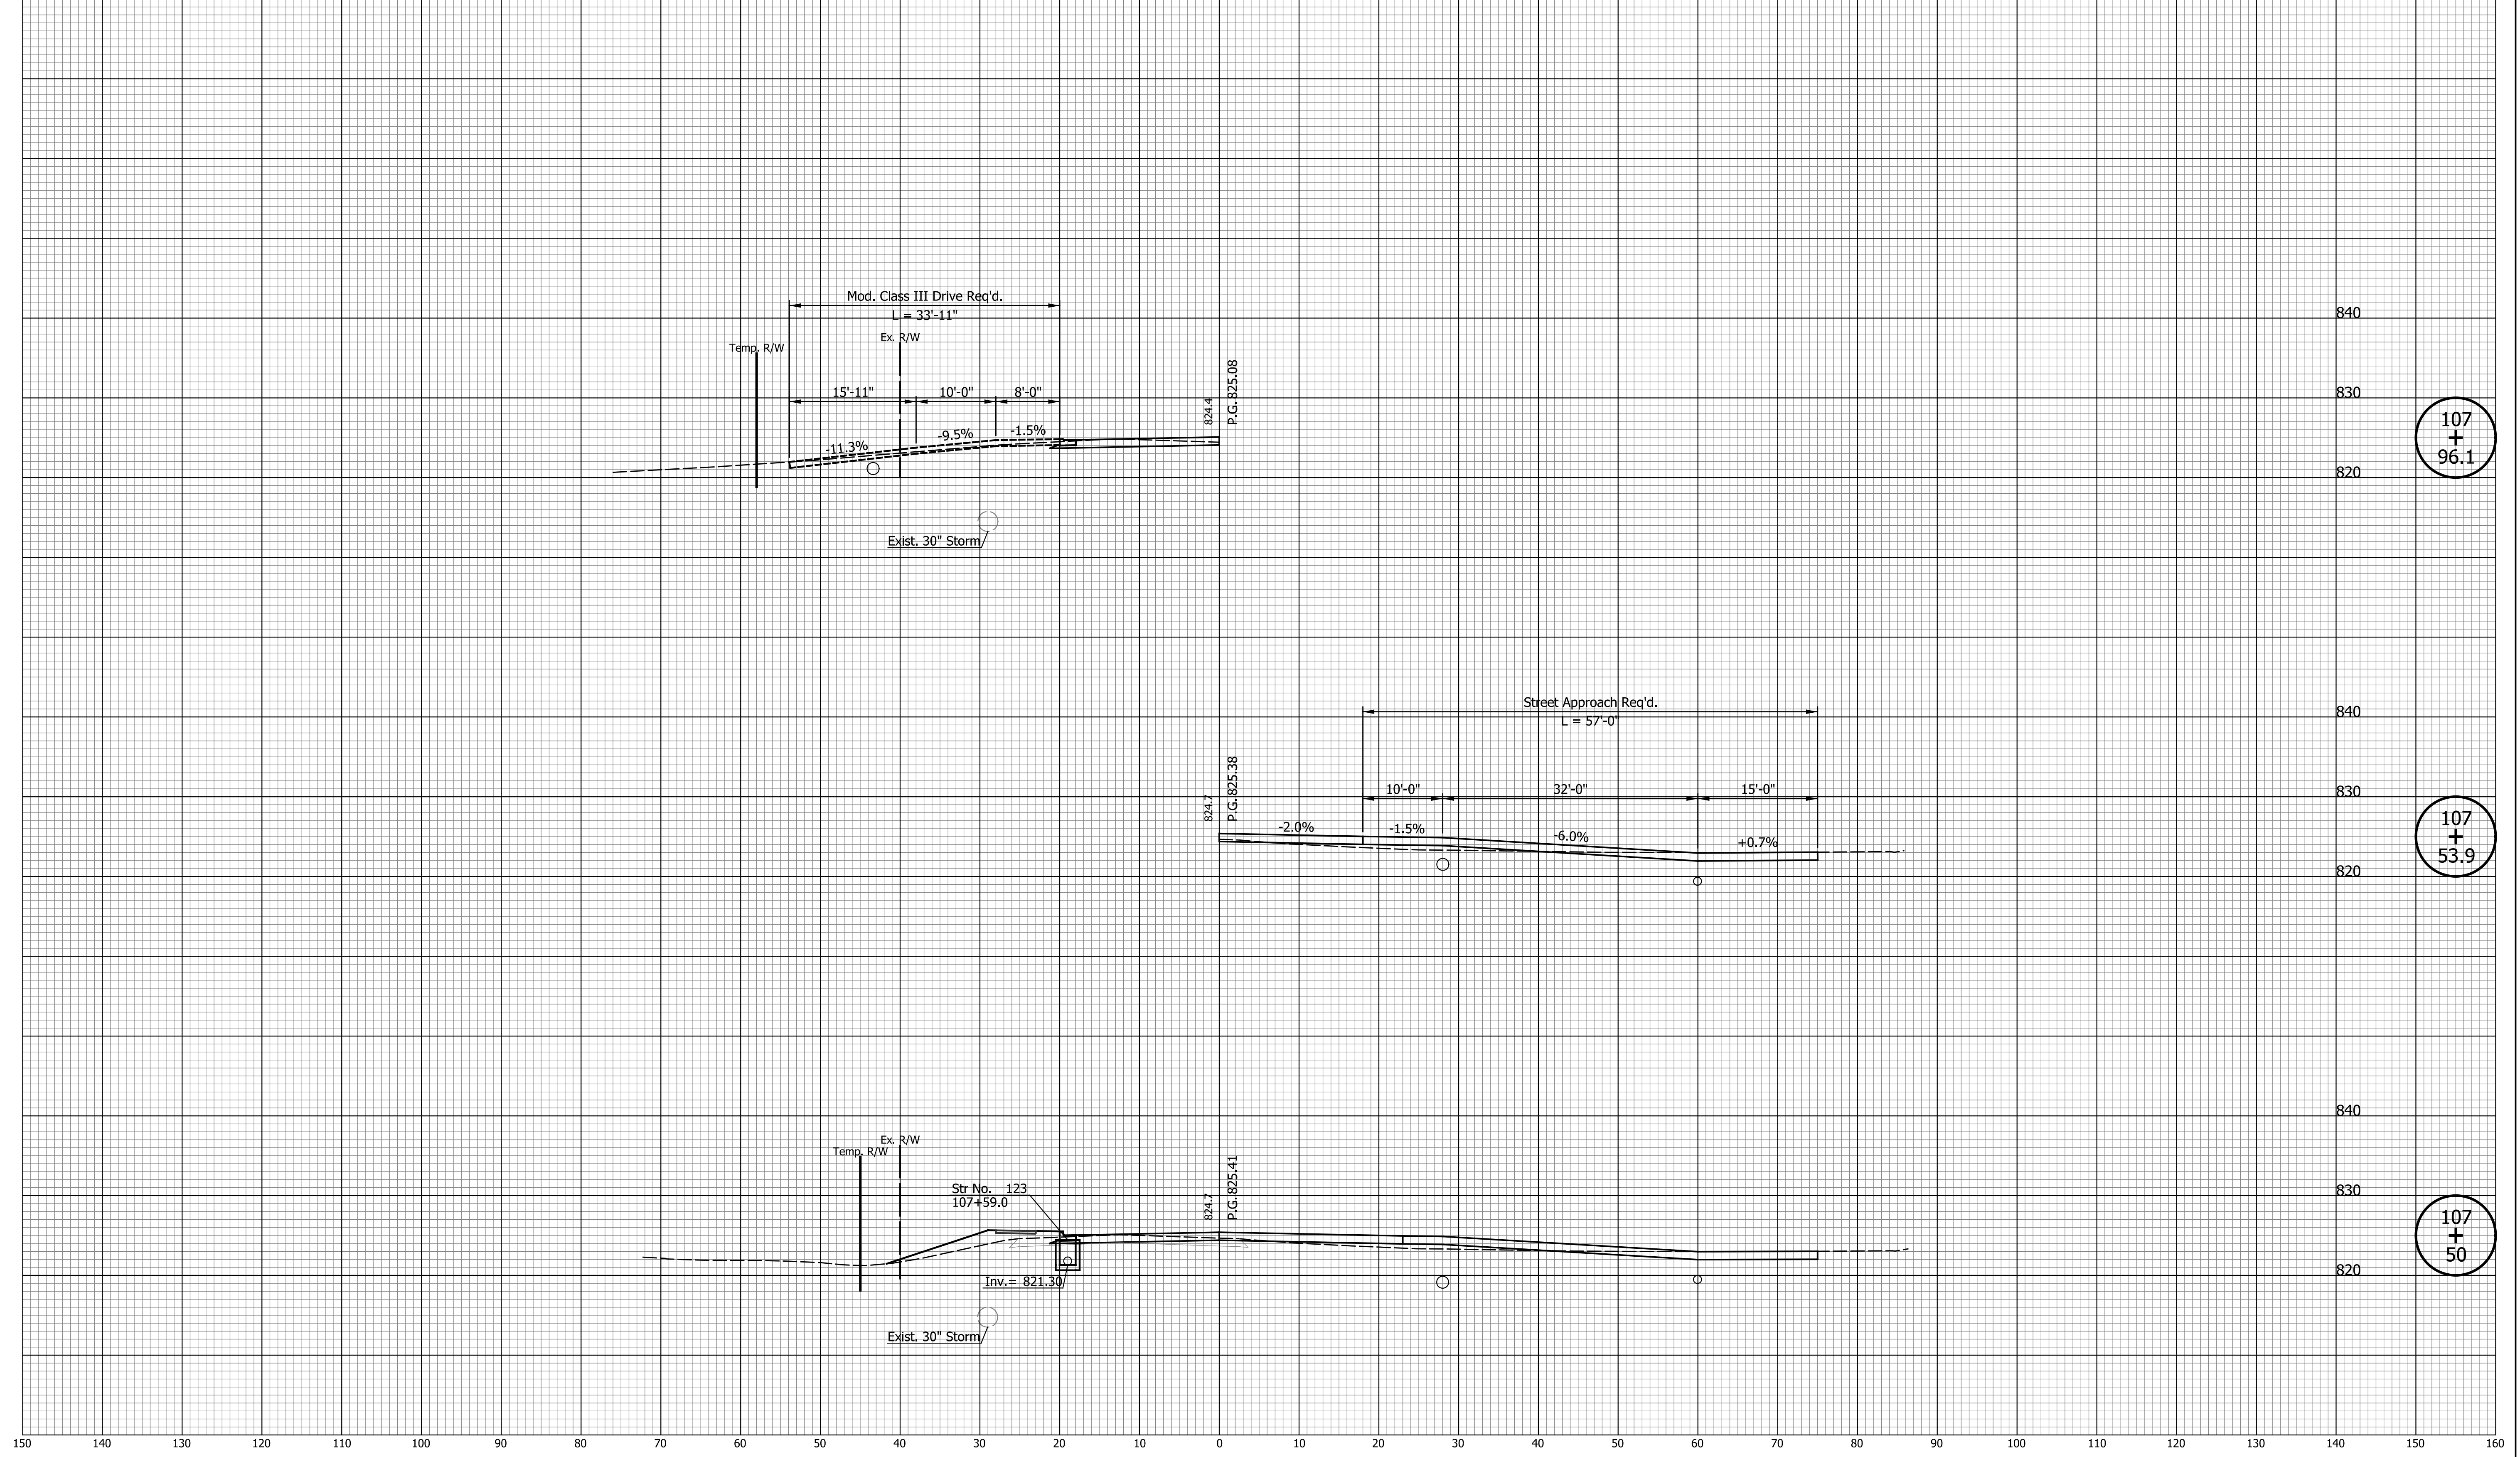 Mod. Class III Drive Req'd.
L = 33'-11"
Ex. R/W
Temp. R/W
15'-11"
10'-0"
8'-0"
-11.3%
-9.5%
-1.5%
824.4
P.G. 825.08
Exist. 30" Storm
840
830
820
107
+
96.1
Street Approach Req'd.
L = 57'-0"
10'-0"
32'-0"
15'-0"
824.7
P.G. 825.38
-2.0%
-1.5%
-6.0%
+0.7%
840
830
820
107
+
53.9
Ex. R/W
Temp. R/W
Str No. 123
107+59.0
824.7
P.G. 825.41
Inv.= 821.30
Exist. 30" Storm
840
830
820
107
+
50
150 140 130 120 110 100 90 80 70 60 50 40 30 20 10 0 10 20 30 40 50 60 70 80 90 100 110 120 130 140 150 160